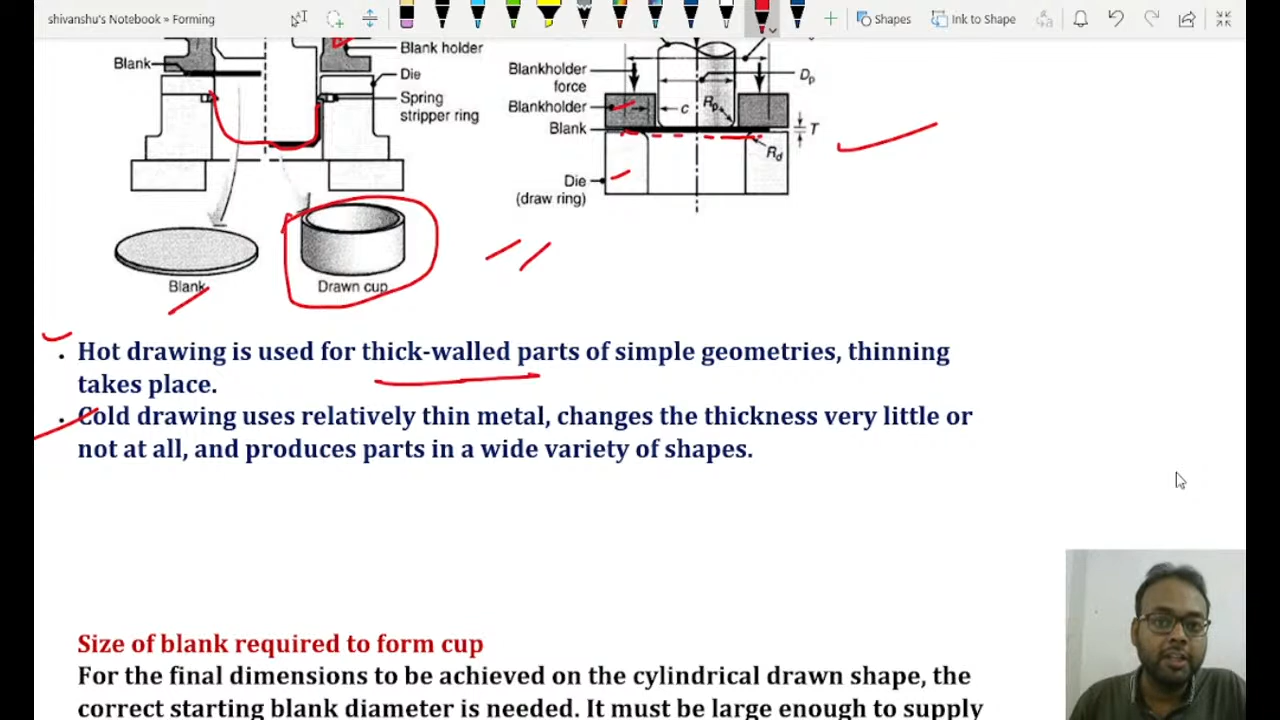 shivanshu's Notebook » Forming
Shapes
Ink to Shape
Blank holder
Blank
Die
Spring
stripper ring
Blank
Drawn cup
Blankholder
force
Blankholder
Blank
Die
(draw ring)
Dp
c
Rp
T
Rd
. Hot drawing is used for thick-walled parts of simple geometries, thinning
takes place.
. Cold drawing uses relatively thin metal, changes the thickness very little or
not at all, and produces parts in a wide variety of shapes.
Size of blank required to form cup
For the final dimensions to be achieved on the cylindrical drawn shape, the
correct starting blank diameter is needed. It must be large enough to supply